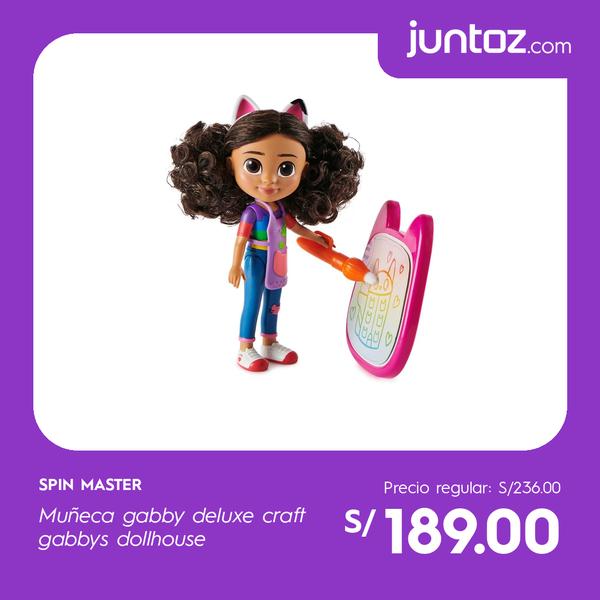 juntoz.com
SPIN MASTER
Muñeca gabby deluxe craft
gabbys dollhouse
Precio regular: S/236.00
S/189.00